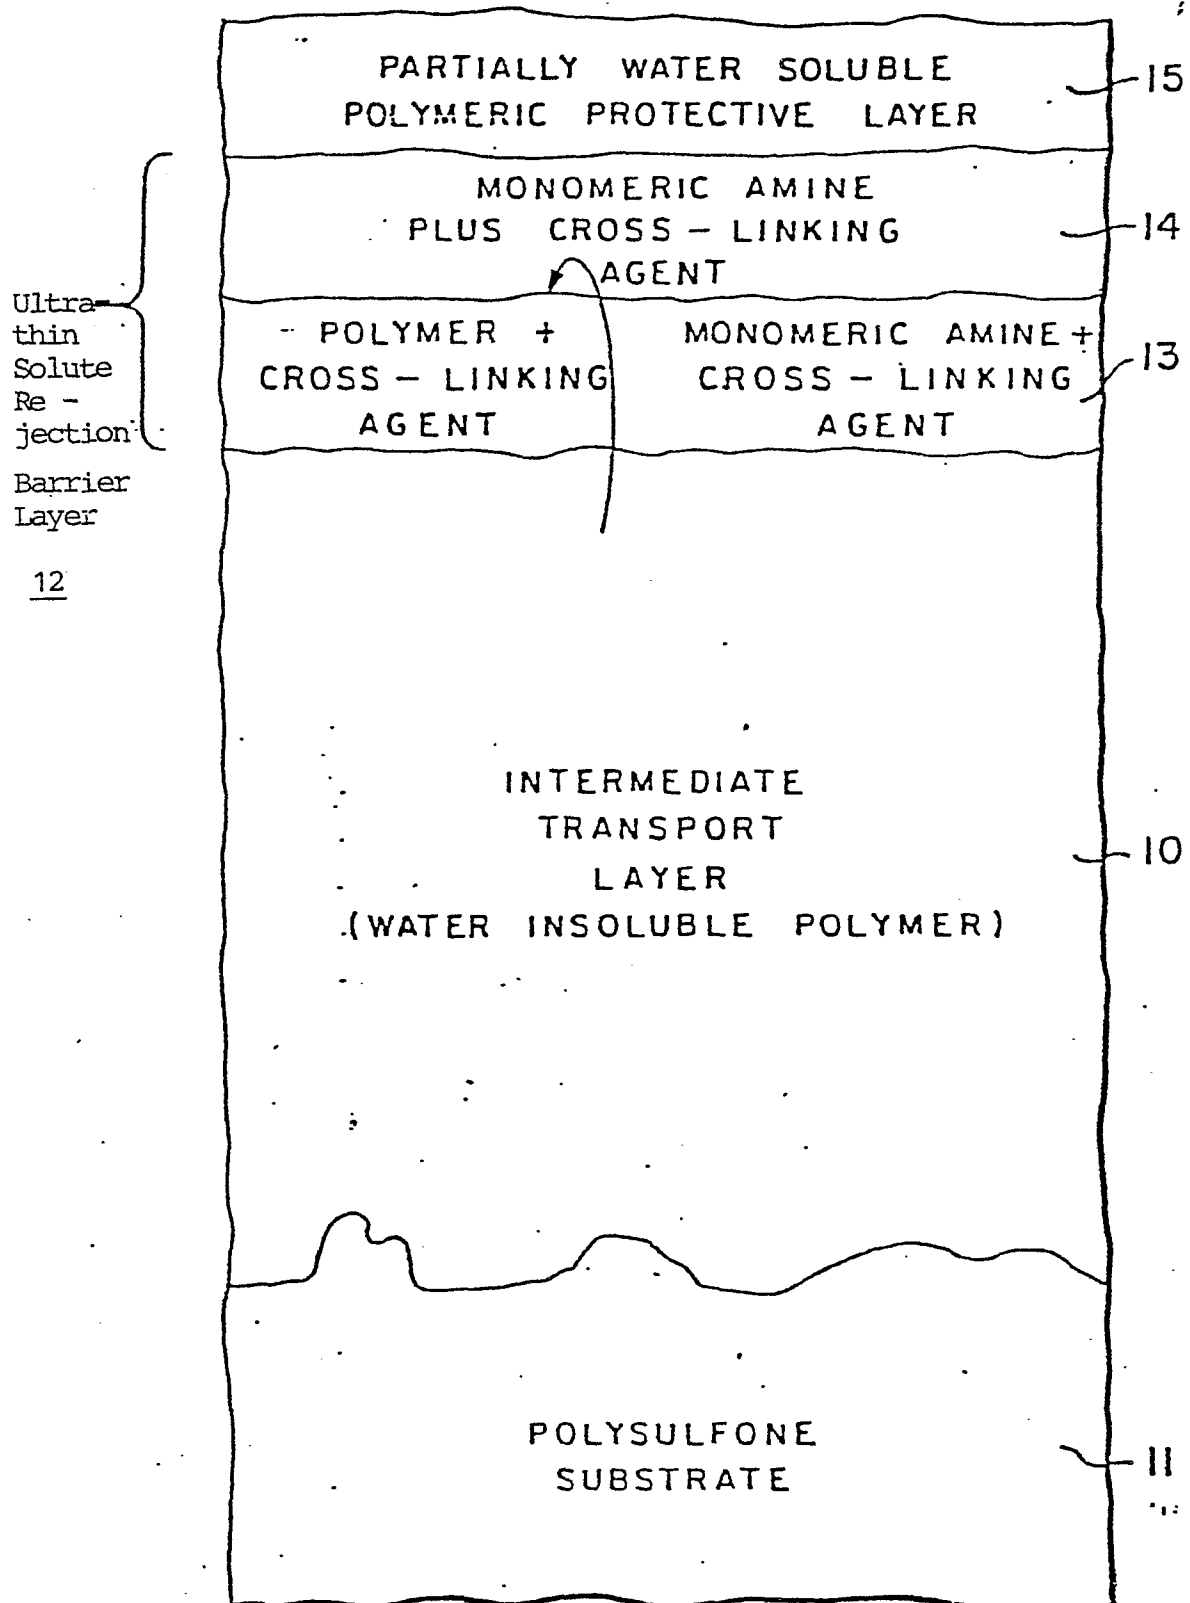 PARTIALLY WATER SOLUBLE
POLYMERIC PROTECTIVE LAYER
15
MONOMERIC AMINE
PLUS CROSS – LINKING
AGENT
14
Ultra-
thin
Solute
Re -
jection
Barrier
Layer
12
POLYMER +
CROSS – LINKING
AGENT
MONOMERIC AMINE +
CROSS – LINKING
AGENT
13
INTERMEDIATE
TRANSPORT
LAYER
(WATER INSOLUBLE POLYMER)
10
POLYSULFONE
SUBSTRATE
11